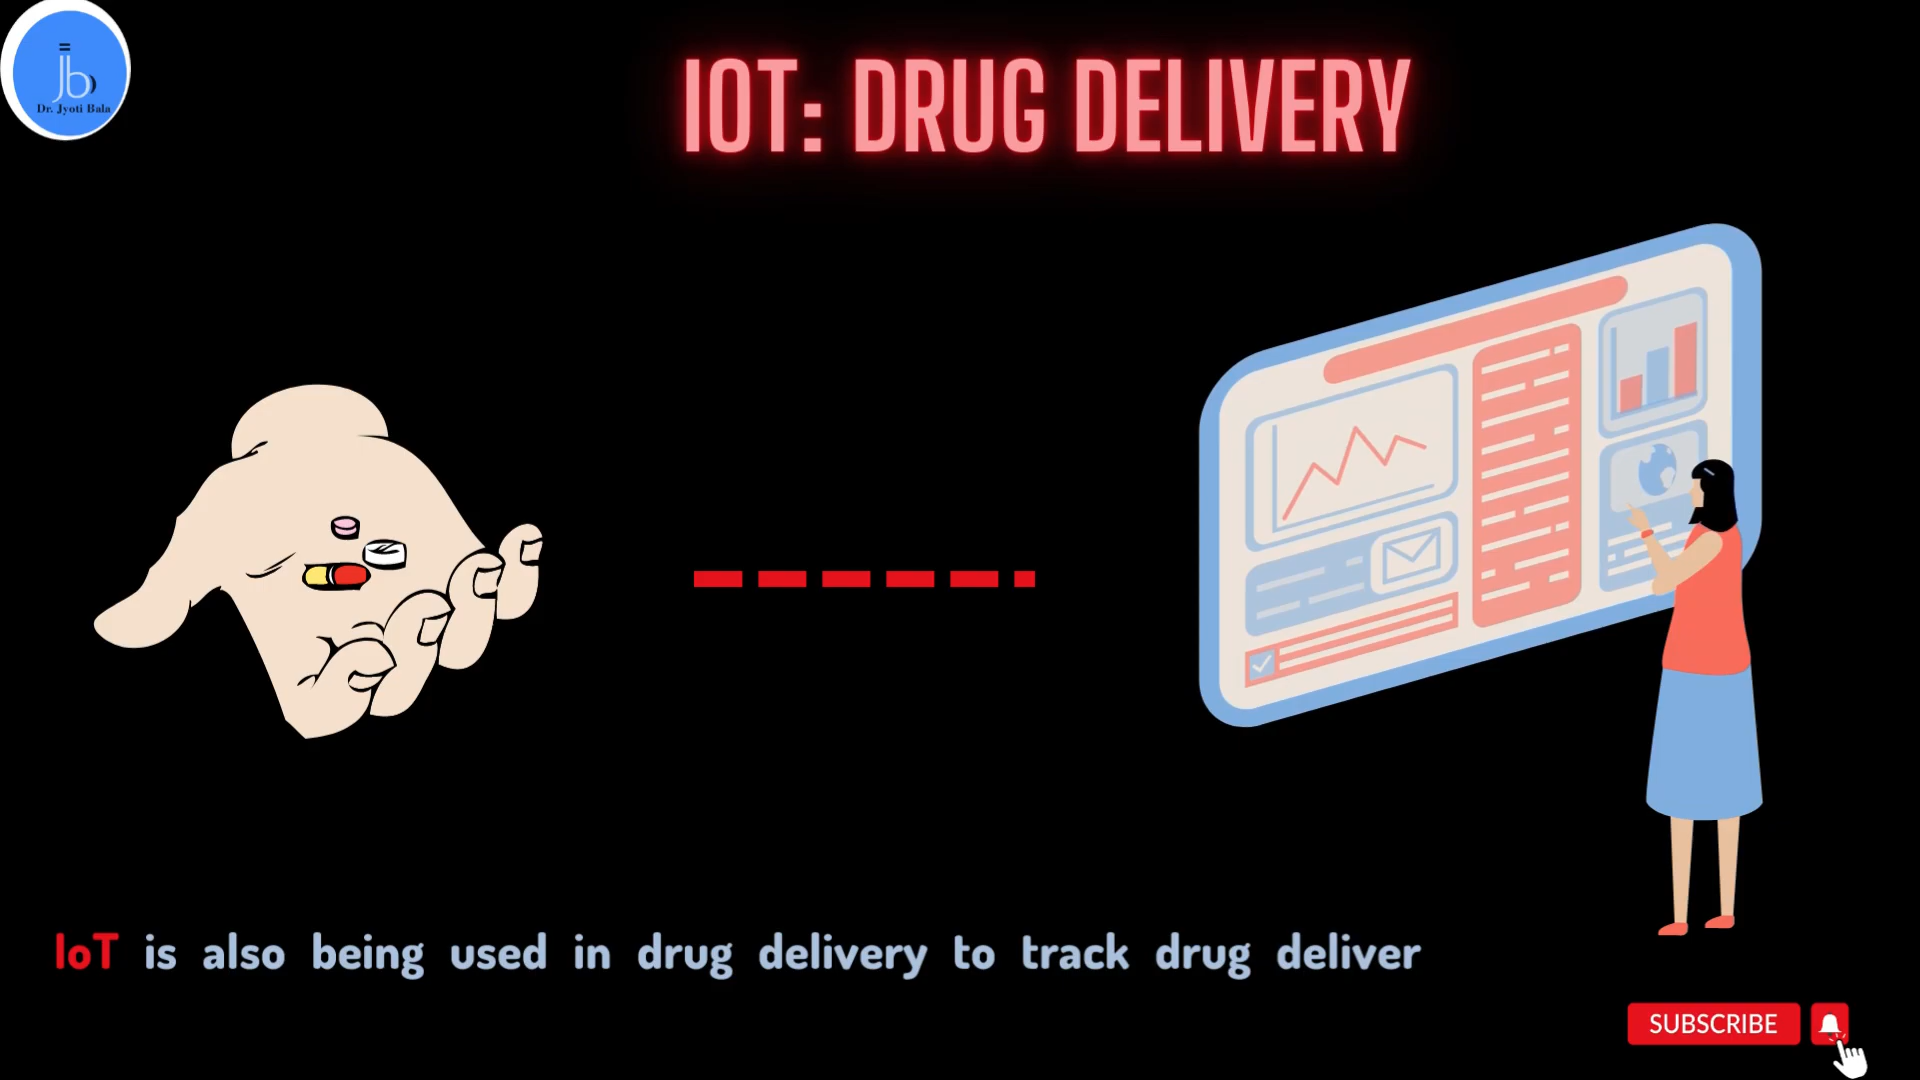 jb
Dr. Jyoti Bala
IOT: DRUG DELIVERY
IoT is also being used in drug delivery to track drug deliver
SUBSCRIBE